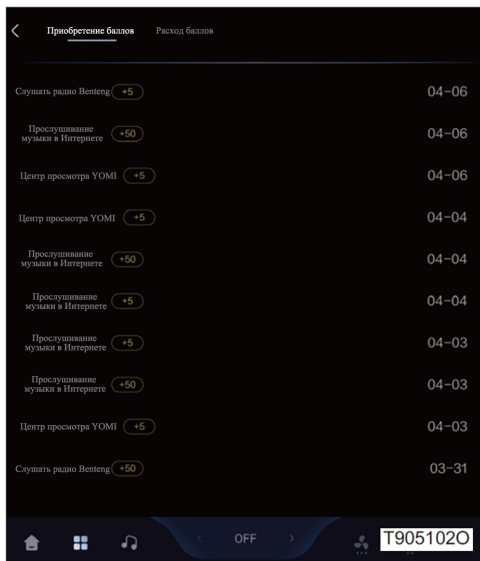 Приобретение баллов Расход баллов
Слушать радио Benteng +5 04-06
Прослушивание
музыки в Интернете +50 04-06
Центр просмотра YOMI +5 04-06
Центр просмотра YOMI +5 04-04
Прослушивание
музыки в Интернете +50 04-04
Прослушивание
музыки в Интернете +5 04-04
Прослушивание
музыки в Интернете +5 04-03
Прослушивание
музыки в Интернете +50 04-03
Центр просмотра YOMI +5 04-03
Слушать радио Benteng +50 03-31
OFF
T905102O